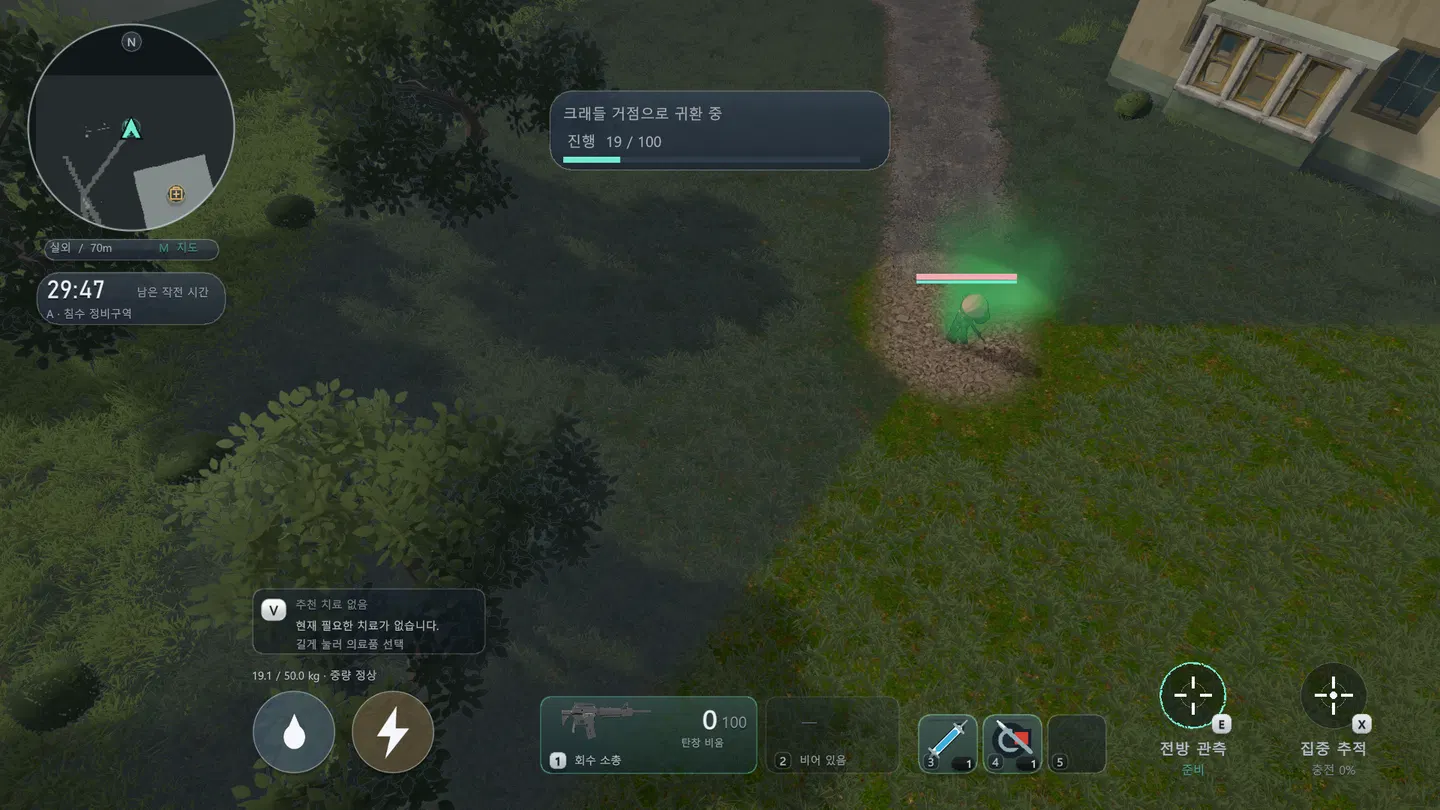 N
크래들 거점으로 귀환 중
진행 19 / 100
실외 / 70m M 지도
29:47 남은 작전 시간
A · 침수 정비구역
V
추천 치료 없음
현재 필요한 치료가 없습니다.
길게 눌러 의료품 선택
19.1 / 50.0 kg · 중량 정상
0 100
탄창 비움
1 회수 소총
2 비어 있음
3 1
4 1
5
E
전방 관측
준비
X
집중 추적
충전 0%